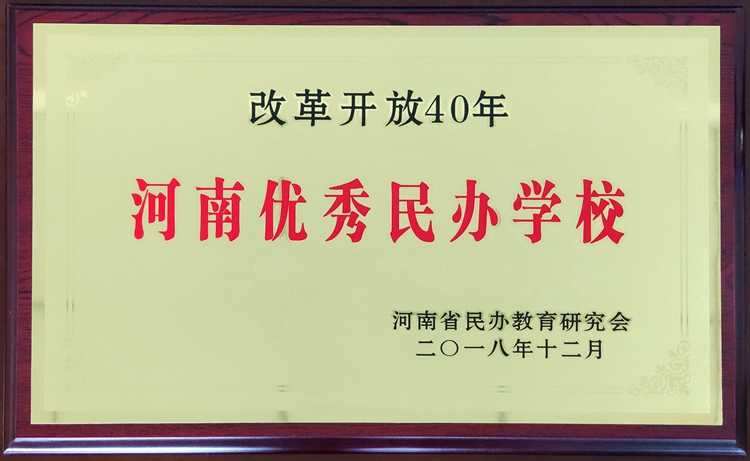 改革开放40年
河南优秀民办学校
河南省民办教育研究会
二〇一八年十二月